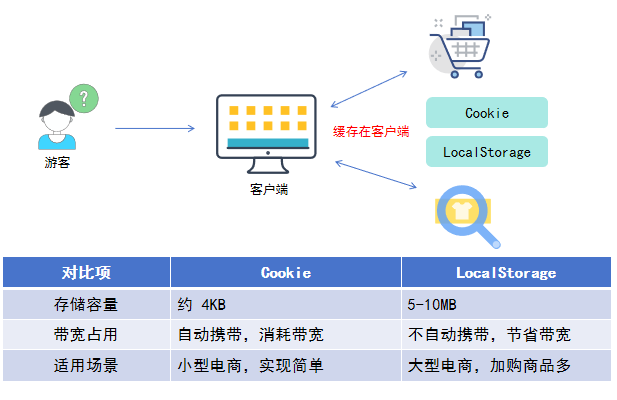 ?
游客
客户端
缓存在客户端
Cookie
LocalStorage
对比项 Cookie LocalStorage
存储容量 约 4KB 5-10MB
带宽占用 自动携带，消耗带宽 不自动携带，节省带宽
适用场景 小型电商，实现简单 大型电商，加购商品多